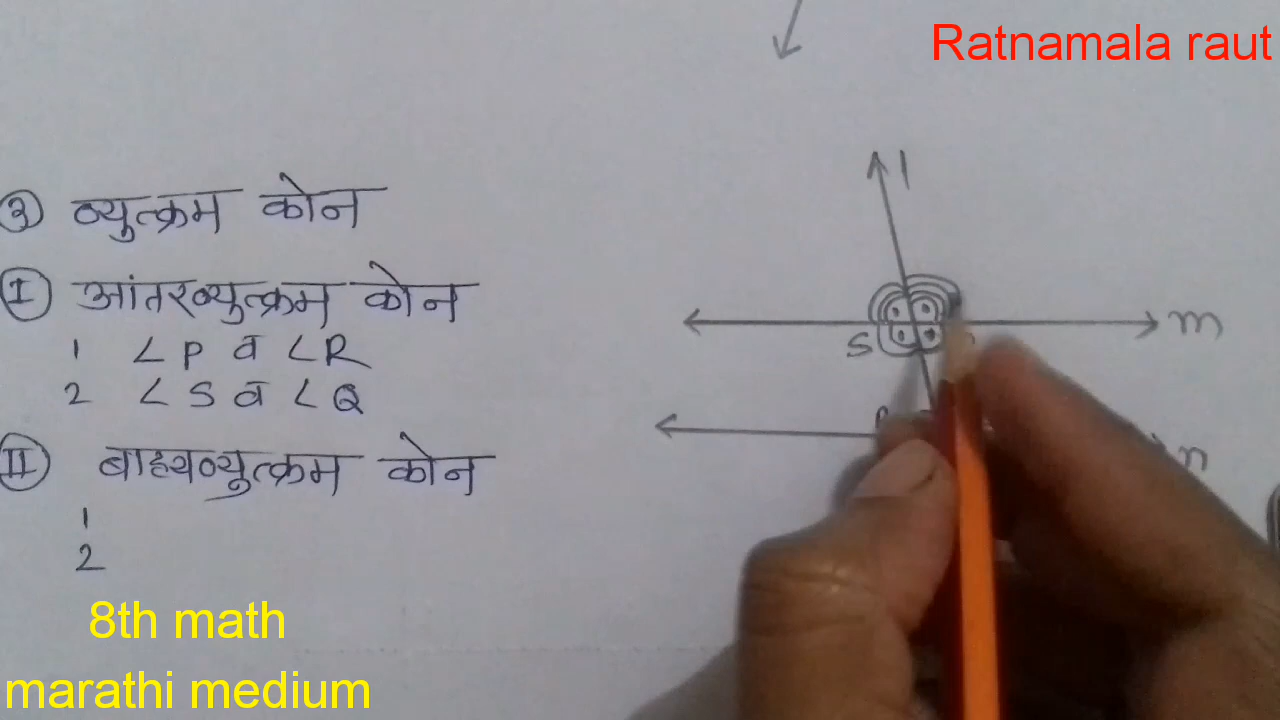 Ratnamala raut
③ व्युत्क्रम कोन
Ⅰ आंतरव्युत्क्रम कोन
1 ∠P व ∠R
2 ∠S व ∠Q
Ⅱ बाह्यव्युत्क्रम कोन
1
2
l
m
S
n
8th math
marathi medium